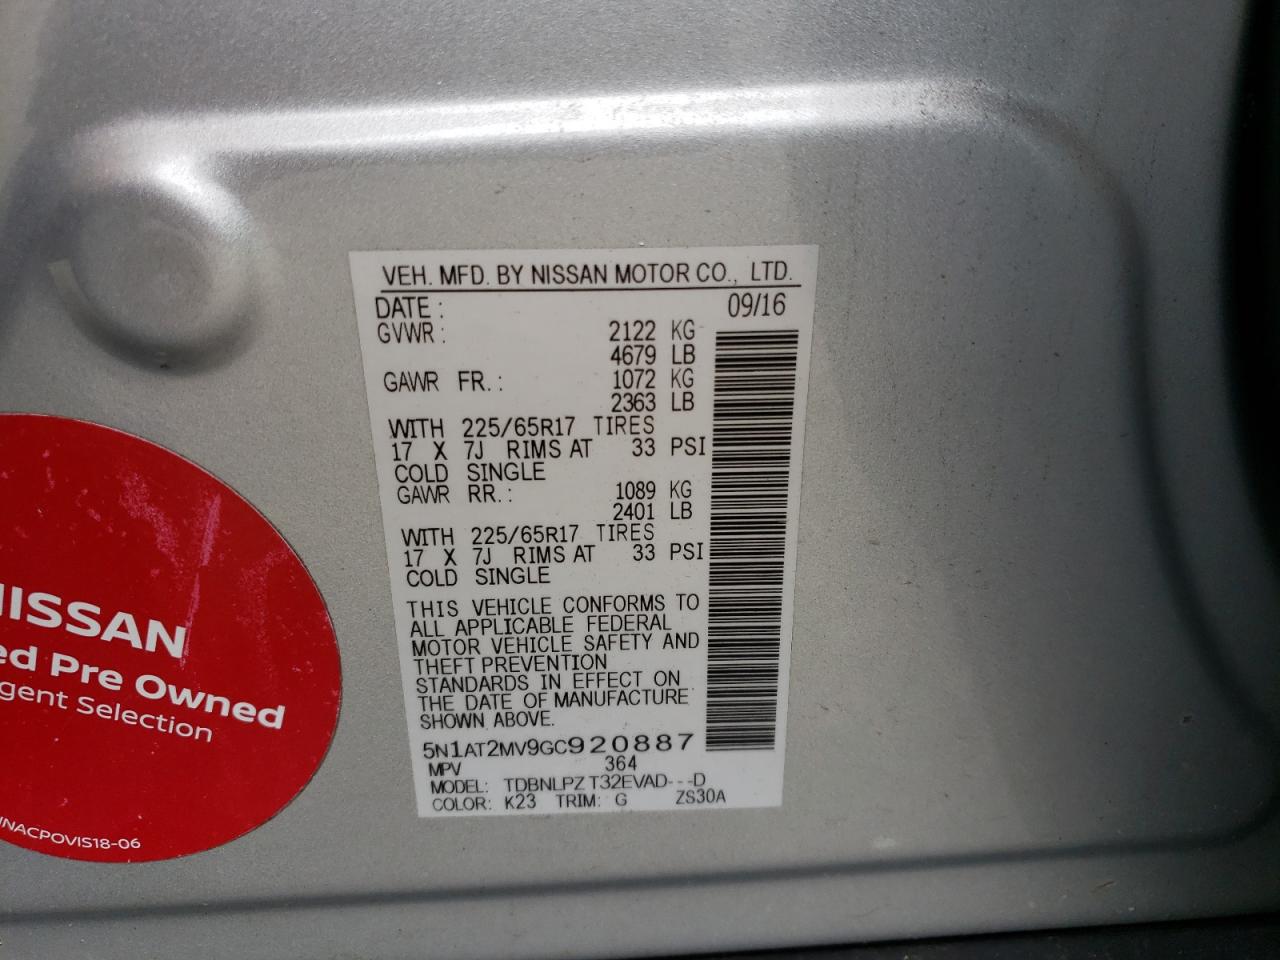 VEH. MFD. BY NISSAN MOTOR CO., LTD.
DATE : 09/16
GVWR : 2122 KG
4679 LB
GAWR FR. : 1072 KG
2363 LB
WITH 225/65R17 TIRES
17 X 7J RIMS AT 33 PSI
COLD SINGLE
GAWR RR. : 1089 KG
2401 LB
WITH 225/65R17 TIRES
17 X 7J RIMS AT 33 PSI
COLD SINGLE
THIS VEHICLE CONFORMS TO
ALL APPLICABLE FEDERAL
MOTOR VEHICLE SAFETY AND
THEFT PREVENTION
STANDARDS IN EFFECT ON
THE DATE OF MANUFACTURE
SHOWN ABOVE.
5N1AT2MV9GC920887
MPV 364
MODEL: TDBNLPZ T32EVAD---D
COLOR: K23 TRIM: G ZS30A
NISSAN
ed Pre Owned
gent Selection
NACPOVIS18-06